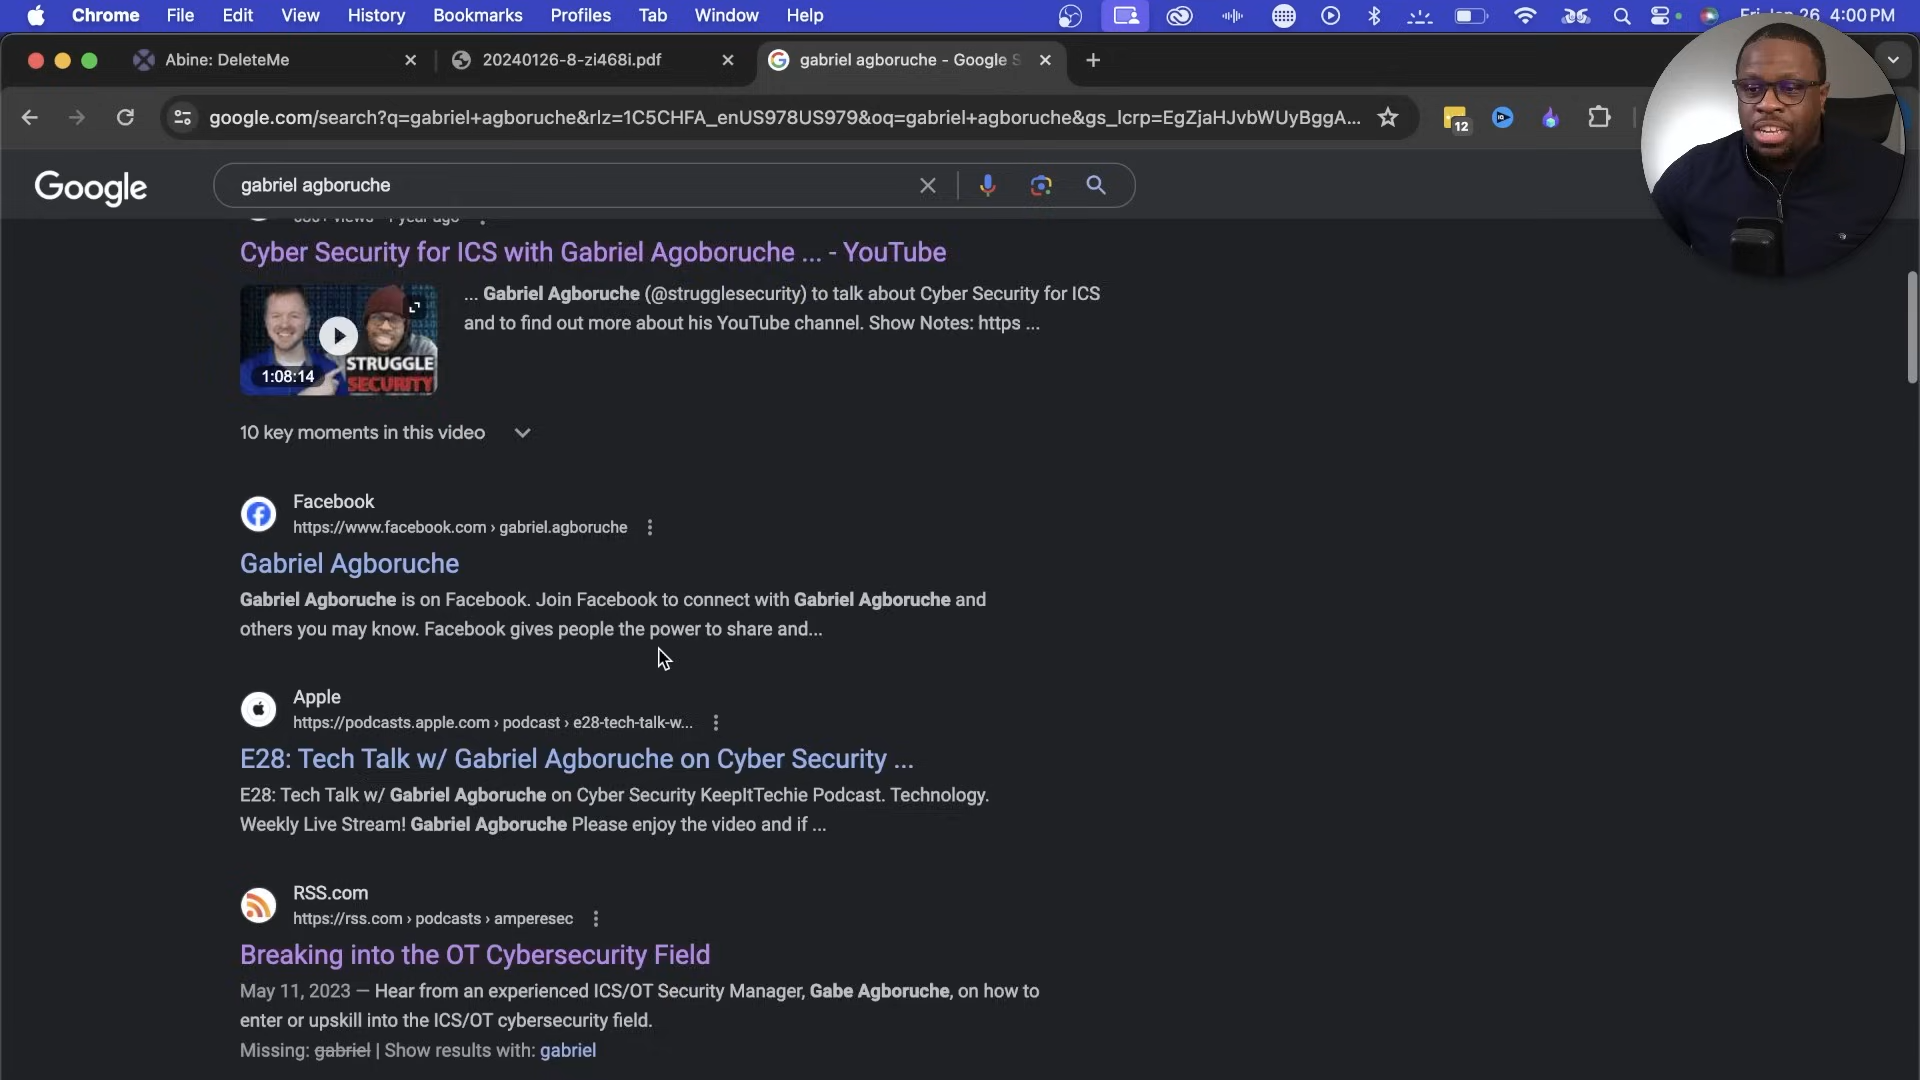 Chrome File Edit View History Bookmarks Profiles Tab Window Help
4:00 PM
Abine: DeleteMe
20240126-8-zi468i.pdf
gabriel agboruche - Google
google.com/search?q=gabriel+agboruche&rlz=1C5CHFA_enUS978US979&oq=gabriel+agboruche&gs_lcrp=EgZjaHJvbWUyBggA...
12
Google
gabriel agboruche
Cyber Security for ICS with Gabriel Agoboruche ... - YouTube
STRUGGLE
SECURITY
1:08:14
... Gabriel Agboruche (@strugglesecurity) to talk about Cyber Security for ICS
and to find out more about his YouTube channel. Show Notes: https ...
10 key moments in this video
Facebook
https://www.facebook.com › gabriel.agboruche
Gabriel Agboruche
Gabriel Agboruche is on Facebook. Join Facebook to connect with Gabriel Agboruche and
others you may know. Facebook gives people the power to share and...
Apple
https://podcasts.apple.com › podcast › e28-tech-talk-w...
E28: Tech Talk w/ Gabriel Agboruche on Cyber Security ...
E28: Tech Talk w/ Gabriel Agboruche on Cyber Security KeepItTechie Podcast. Technology.
Weekly Live Stream! Gabriel Agboruche Please enjoy the video and if ...
RSS.com
https://rss.com › podcasts › amperesec
Breaking into the OT Cybersecurity Field
May 11, 2023 — Hear from an experienced ICS/OT Security Manager, Gabe Agboruche, on how to
enter or upskill into the ICS/OT cybersecurity field.
Missing: gabriel | Show results with: gabriel